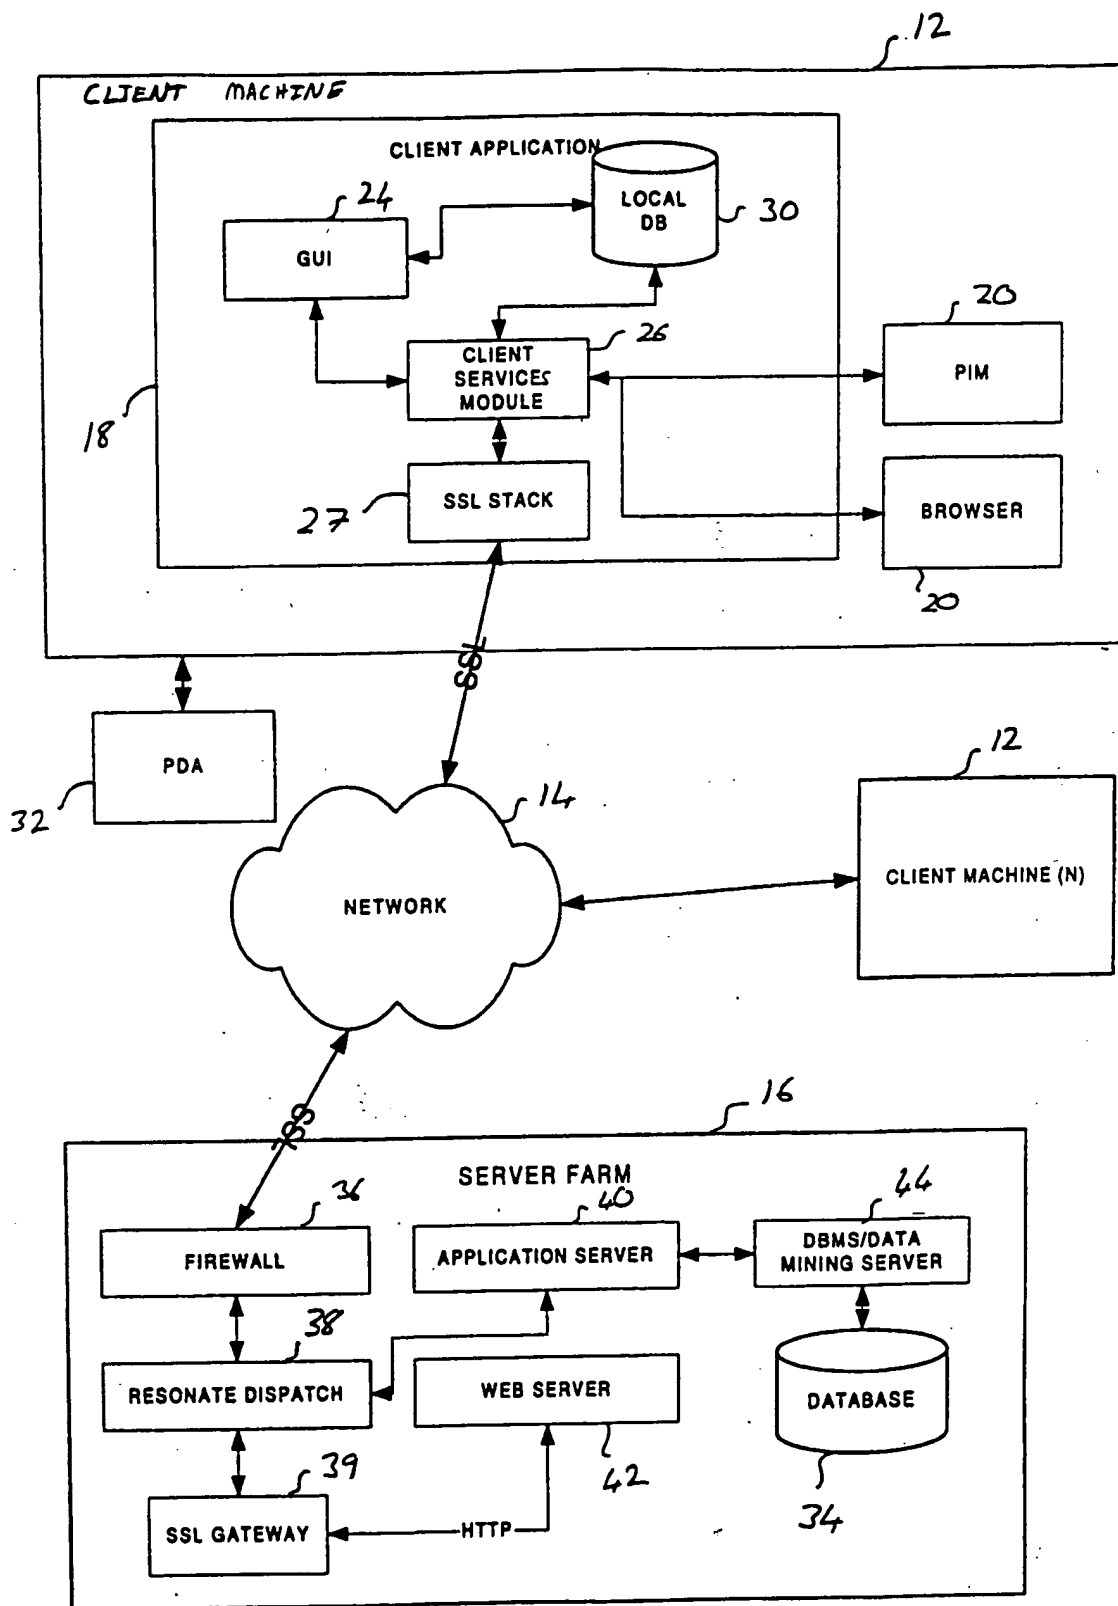 12
CLIENT MACHINE
CLIENT APPLICATION
24
GUI
LOCAL
DB
30
20
PIM
26
CLIENT
SERVICES
MODULE
18
27
SSL STACK
BROWSER
20
SSL
PDA
32
14
NETWORK
12
CLIENT MACHINE (N)
SSL
16
SERVER FARM
36
FIREWALL
40
APPLICATION SERVER
44
DBMS/DATA
MINING SERVER
38
RESONATE DISPATCH
WEB SERVER
42
DATABASE
34
39
SSL GATEWAY
HTTP